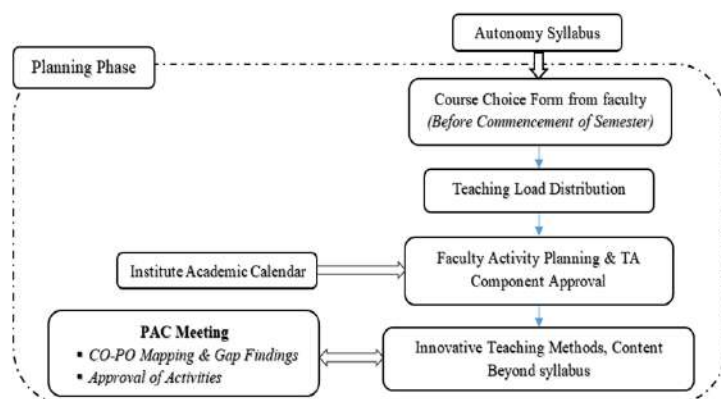 Autonomy Syllabus
Planning Phase
Course Choice Form from faculty
(Before Commencement of Semester)
Teaching Load Distribution
Institute Academic Calendar
Faculty Activity Planning & TA
Component Approval
PAC Meeting
▪ CO-PO Mapping & Gap Findings
▪ Approval of Activities
Innovative Teaching Methods, Content
Beyond syllabus